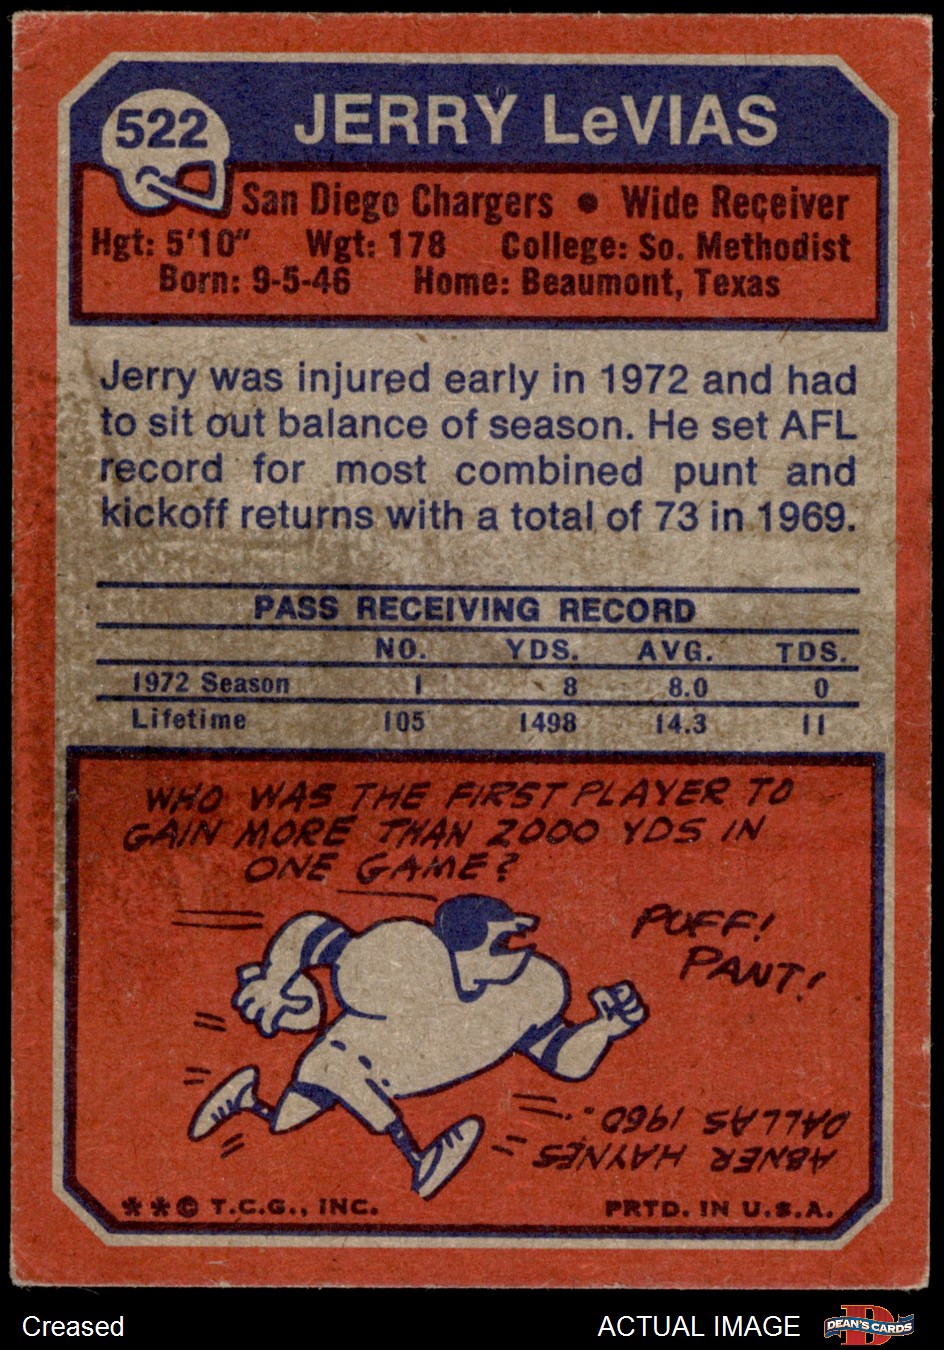 522
JERRY LeVIAS
San Diego Chargers • Wide Receiver
Hgt: 5'10" Wgt: 178 College: So. Methodist
Born: 9-5-46 Home: Beaumont, Texas
Jerry was injured early in 1972 and had
to sit out balance of season. He set AFL
record for most combined punt and
kickoff returns with a total of 73 in 1969.
PASS RECEIVING RECORD
NO. YDS. AVG. TDS.
1972 Season 1 8 8.0 0
Lifetime 105 1498 14.3 11
WHO WAS THE FIRST PLAYER TO
GAIN MORE THAN 2000 YDS IN
ONE GAME?
PUFF!
PANT!
ABNER HAYNES
DALLAS 1960...
**© T.C.G., INC. PRTD. IN U.S.A.
Creased
ACTUAL IMAGE
D
DEAN'S CARDS